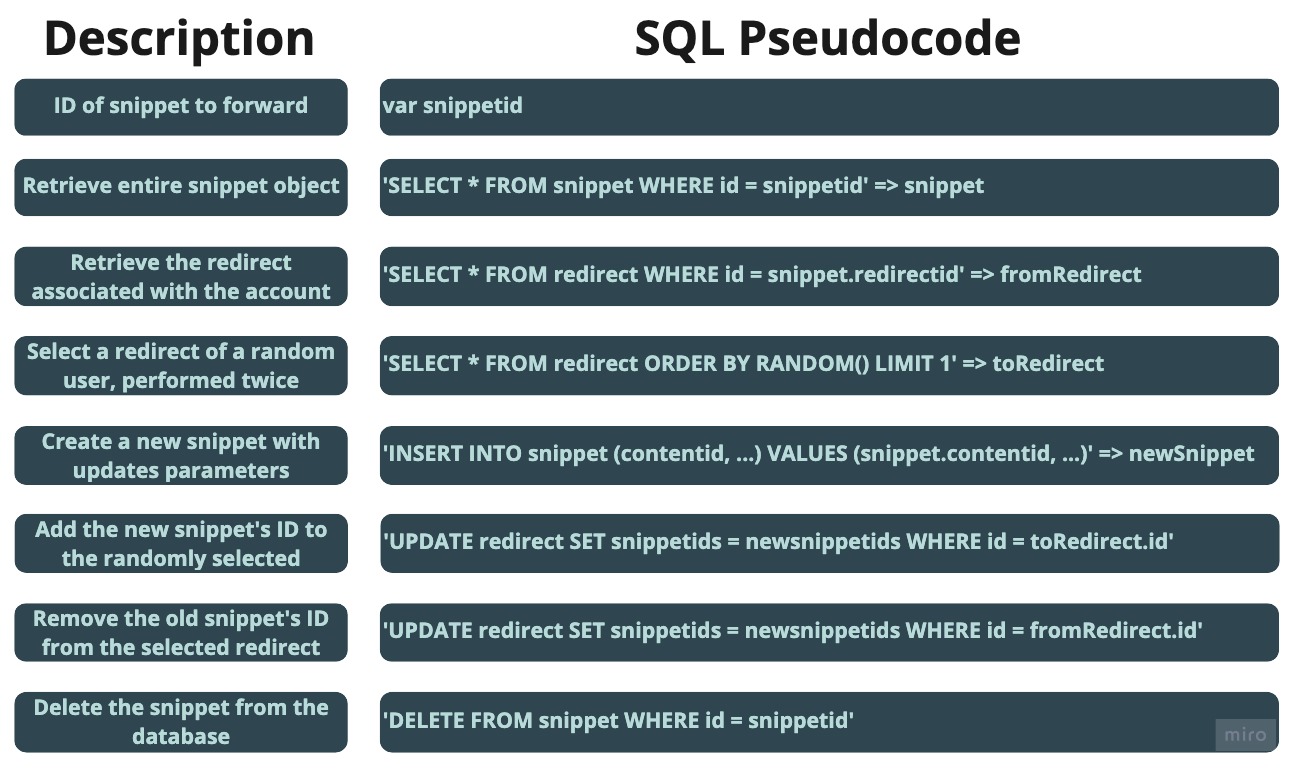 Description
SQL Pseudocode
ID of snippet to forward
var snippetid
Retrieve entire snippet object
'SELECT * FROM snippet WHERE id = snippetid' => snippet
Retrieve the redirect
associated with the account
'SELECT * FROM redirect WHERE id = snippet.redirectid' => fromRedirect
Select a redirect of a random
user, performed twice
'SELECT * FROM redirect ORDER BY RANDOM() LIMIT 1' => toRedirect
Create a new snippet with
updates parameters
'INSERT INTO snippet (contentid, ...) VALUES (snippet.contentid, ...)' => newSnippet
Add the new snippet's ID to
the randomly selected
'UPDATE redirect SET snippetids = newsnippetids WHERE id = toRedirect.id'
Remove the old snippet's ID
from the selected redirect
'UPDATE redirect SET snippetids = newsnippetids WHERE id = fromRedirect.id'
Delete the snippet from the
database
'DELETE FROM snippet WHERE id = snippetid'
miro